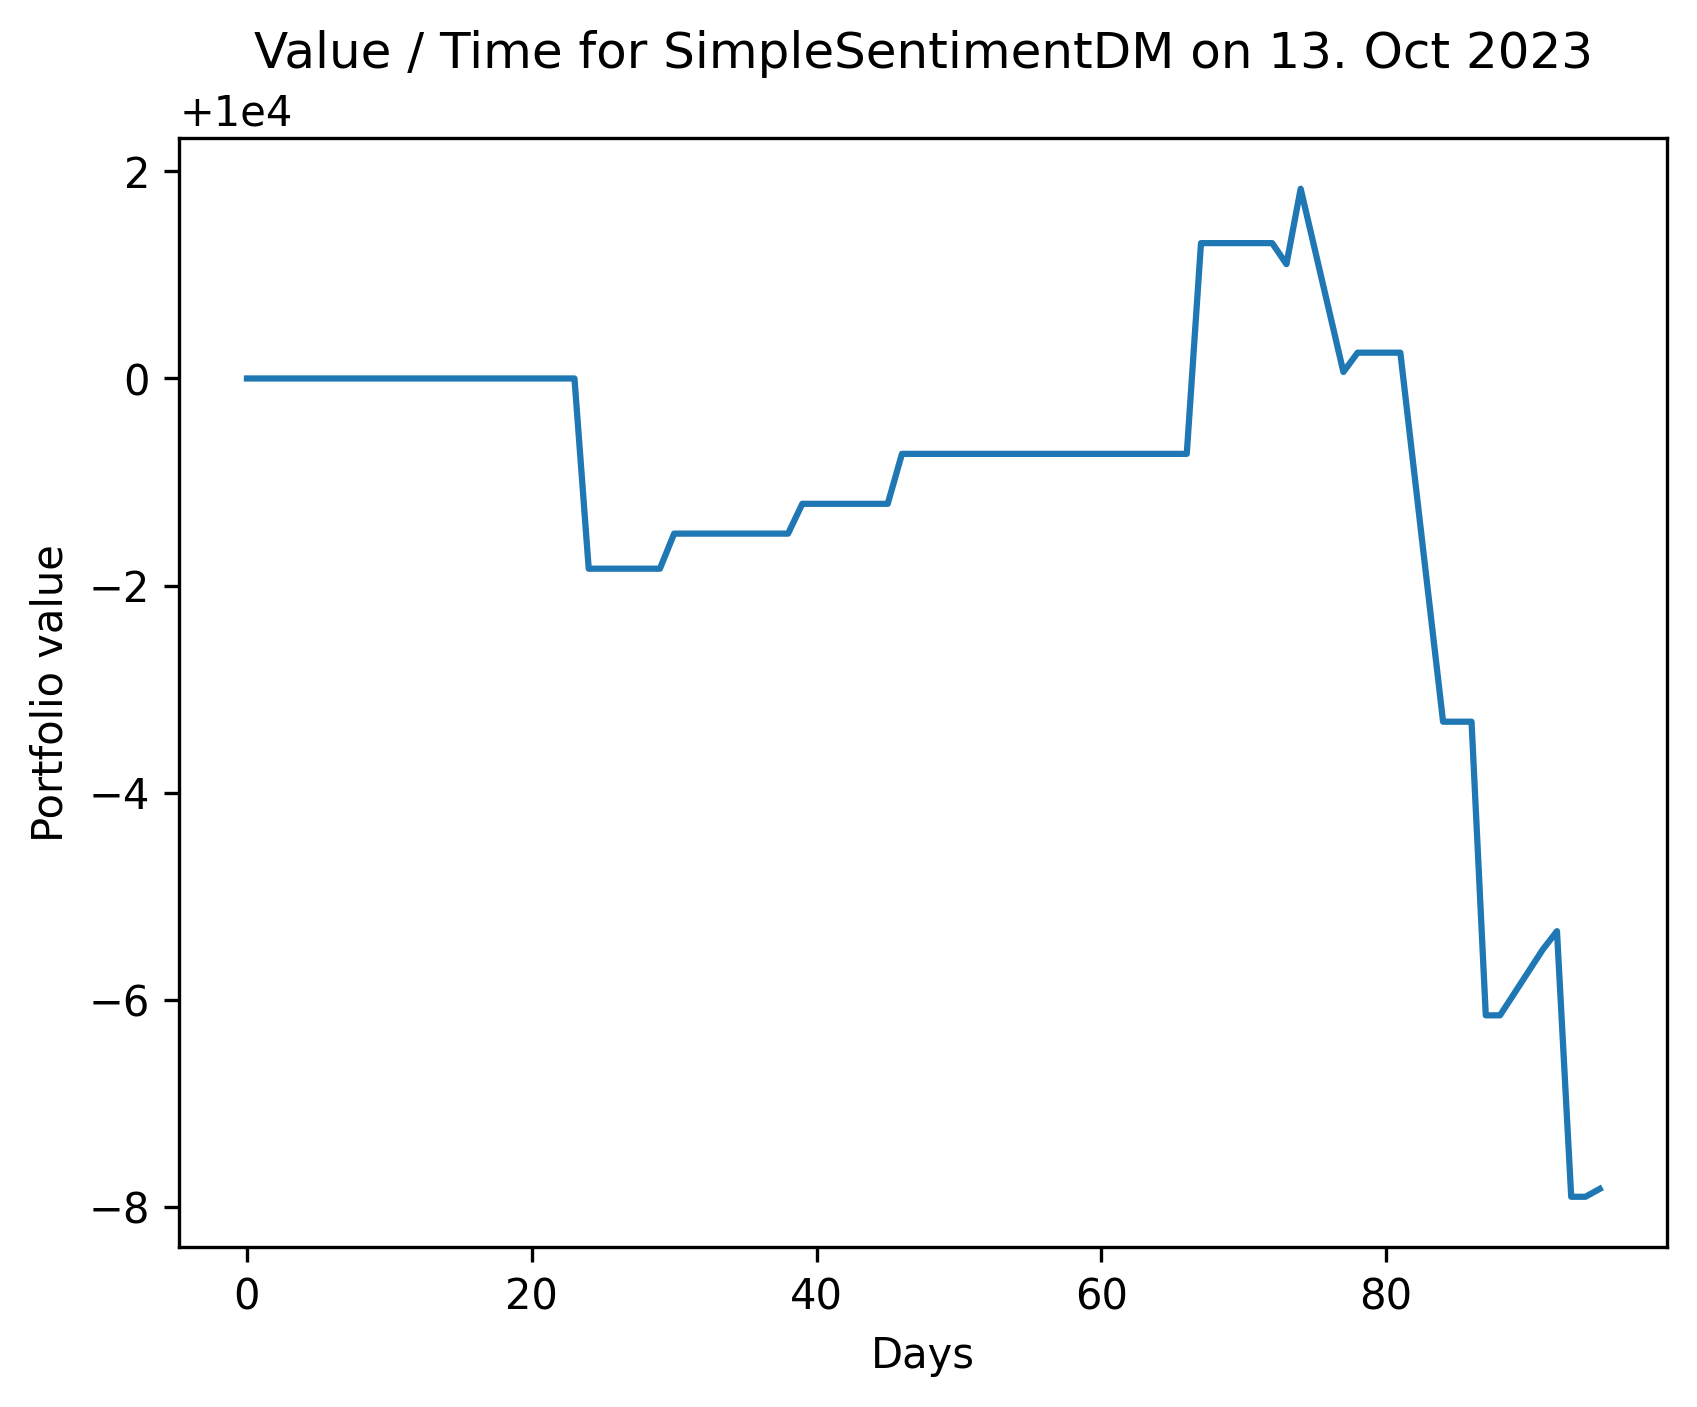 Value / Time for SimpleSentimentDM on 13. Oct 2023
+1e4
2
0
−2
−4
−6
−8
Portfolio value
0 20 40 60 80
Days